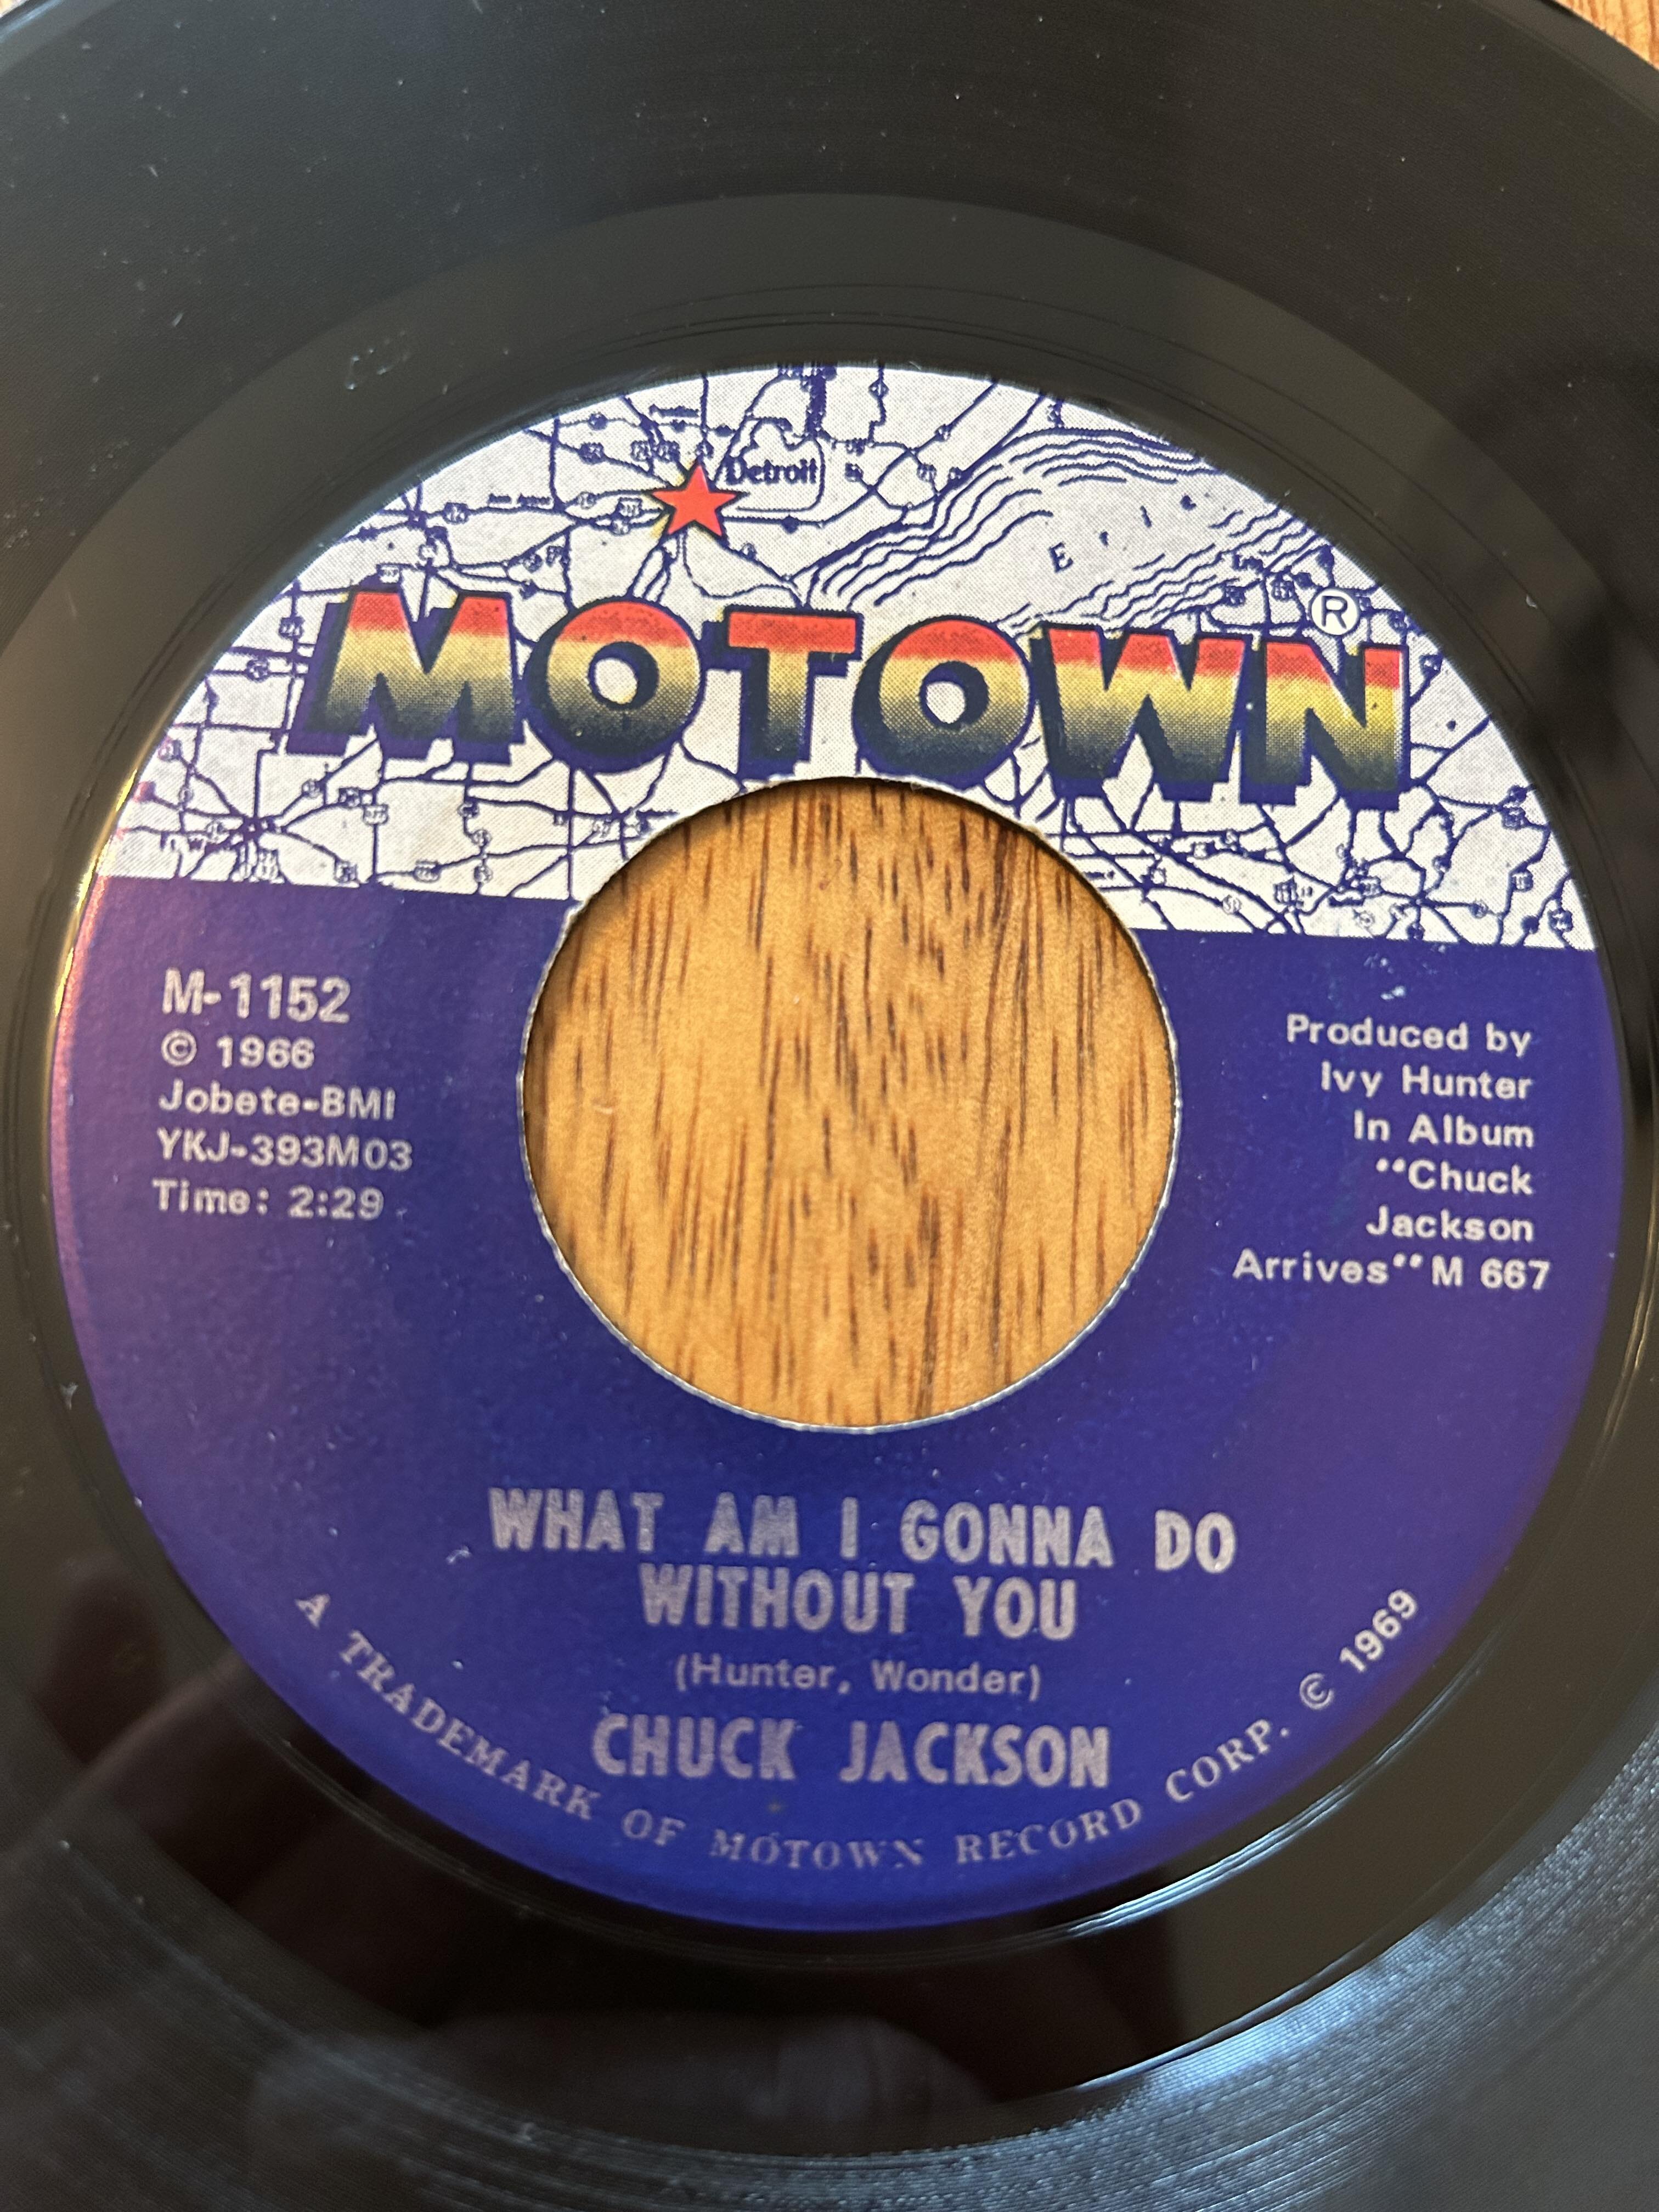 Detroit
Erie
MOTOWN®
M-1152
© 1966
Jobete-BMI
YKJ-393M03
Time: 2:29
Produced by
Ivy Hunter
In Album
"Chuck
Jackson
Arrives" M 667
WHAT AM I GONNA DO
WITHOUT YOU
(Hunter, Wonder)
CHUCK JACKSON
A TRADEMARK OF MOTOWN RECORD CORP. © 1969